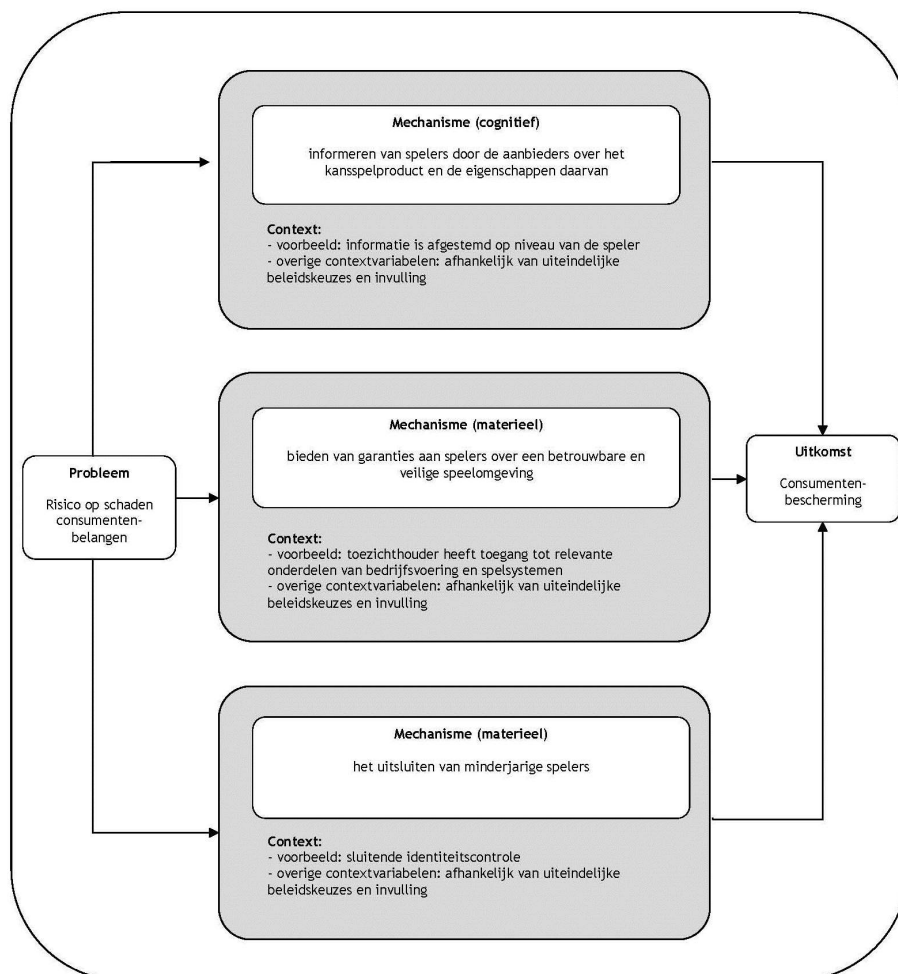 Mechanisme (cognitief)
informeren van spelers door de aanbieders over het
kansspelproduct en de eigenschappen daarvan
Context:
- voorbeeld: informatie is afgestemd op niveau van de speler
- overige contextvariabelen: afhankelijk van uiteindelijke
beleidskeuzes en invulling
Probleem
Risico op schaden
consumenten-
belangen
Mechanisme (materieel)
bieden van garanties aan spelers over een betrouwbare en
veilige speelomgeving
Context:
- voorbeeld: toezichthouder heeft toegang tot relevante
onderdelen van bedrijfsvoering en spelsystemen
- overige contextvariabelen: afhankelijk van uiteindelijke
beleidskeuzes en invulling
Uitkomst
Consumenten-
bescherming
Mechanisme (materieel)
het uitsluiten van minderjarige spelers
Context:
- voorbeeld: sluitende identiteitscontrole
- overige contextvariabelen: afhankelijk van uiteindelijke
beleidskeuzes en invulling